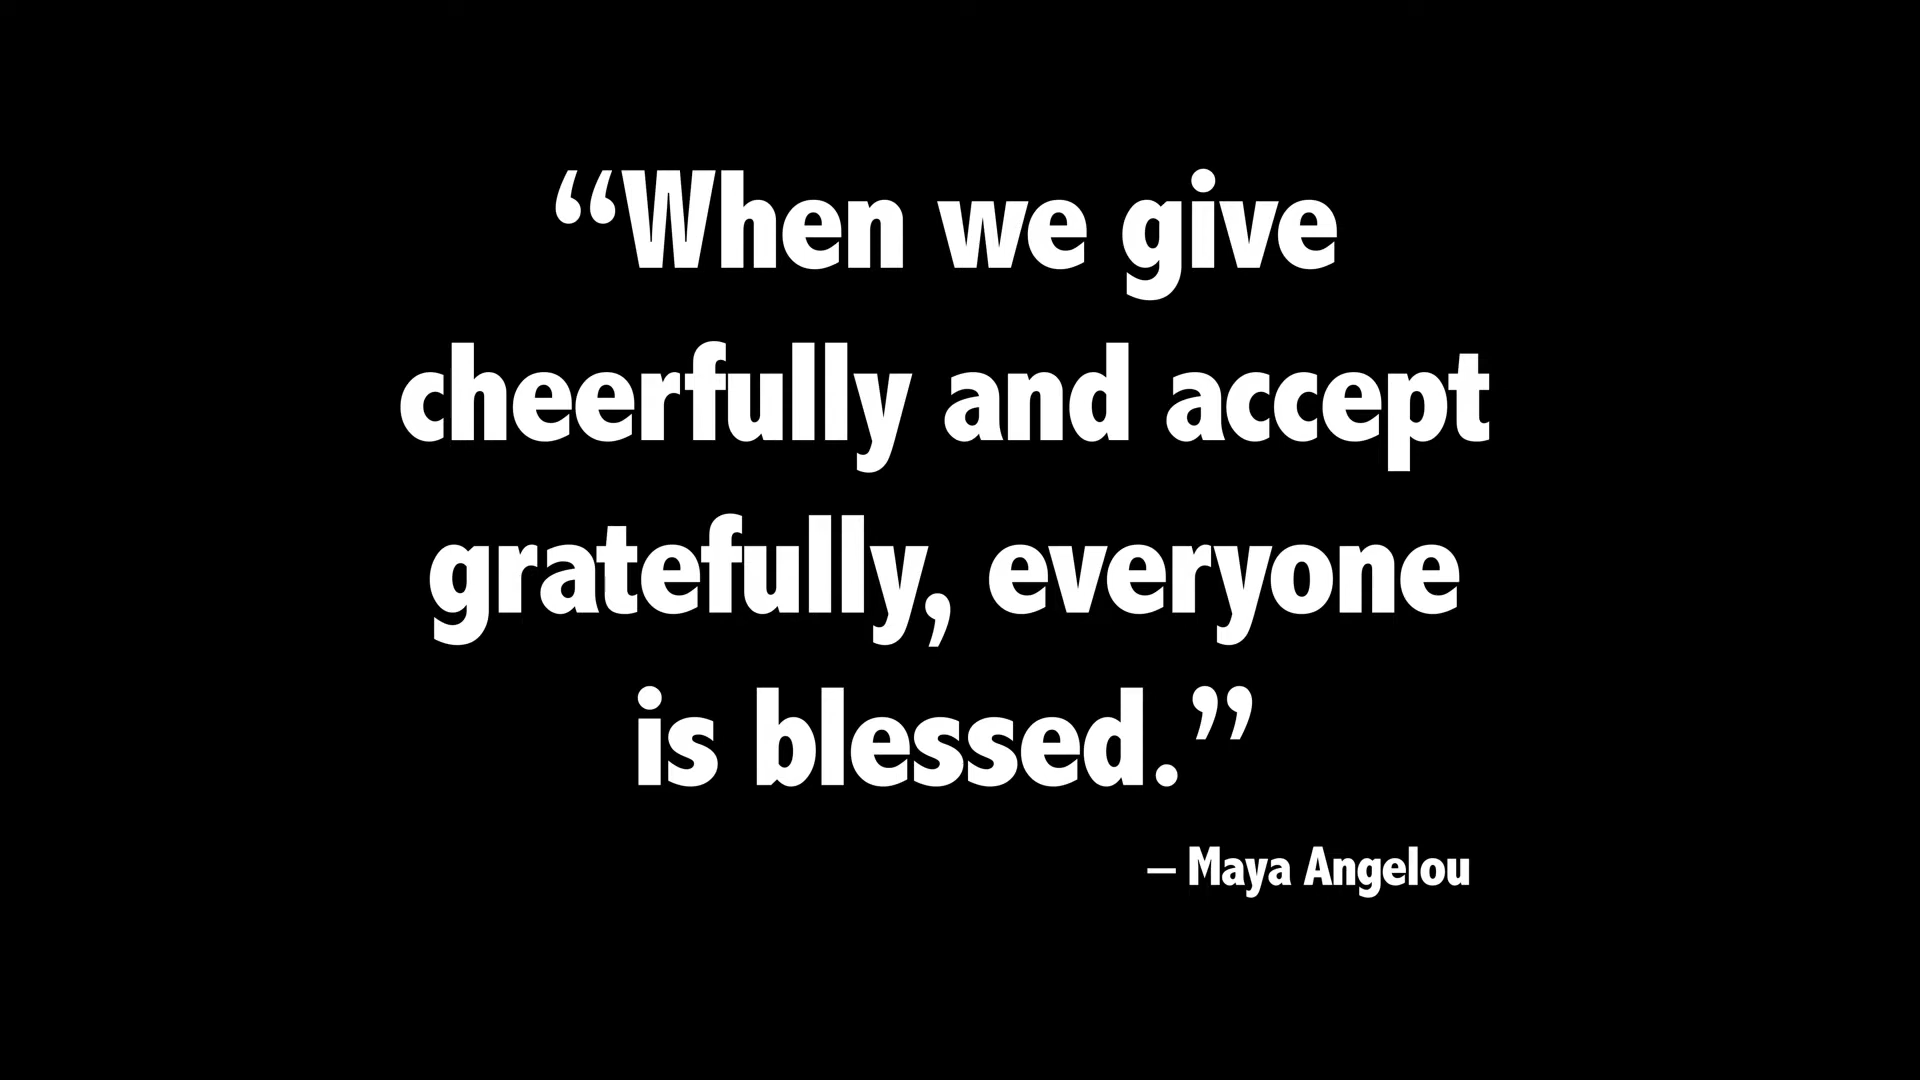 “When we give
cheerfully and accept
gratefully, everyone
is blessed.”
– Maya Angelou